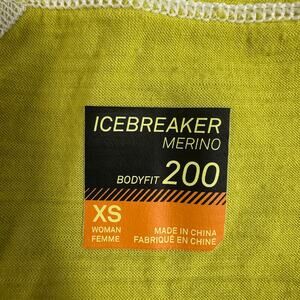 ICEBREAKER
MERINO
BODYFIT 200
XS
WOMAN
FEMME
MADE IN CHINA
FABRIQUÉ EN CHINE